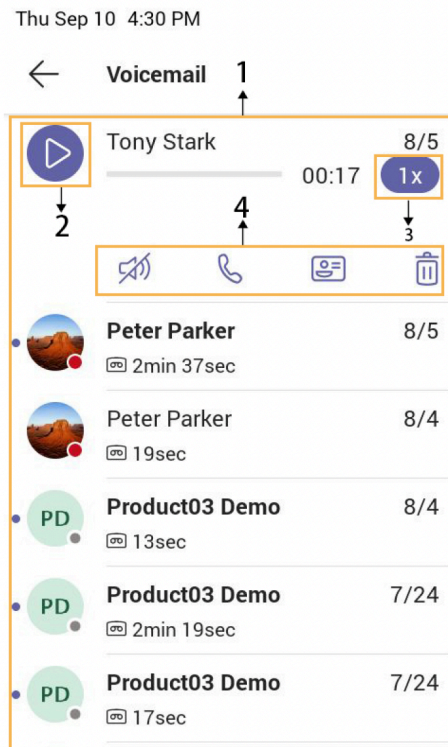 Thu Sep 10 4:30 PM
Voicemail 1
Tony Stark 8/5
00:17 1x
2 4 3
Peter Parker 8/5
2min 37sec
Peter Parker 8/4
19sec
PD Product03 Demo 8/4
13sec
PD Product03 Demo 7/24
2min 19sec
PD Product03 Demo 7/24
17sec